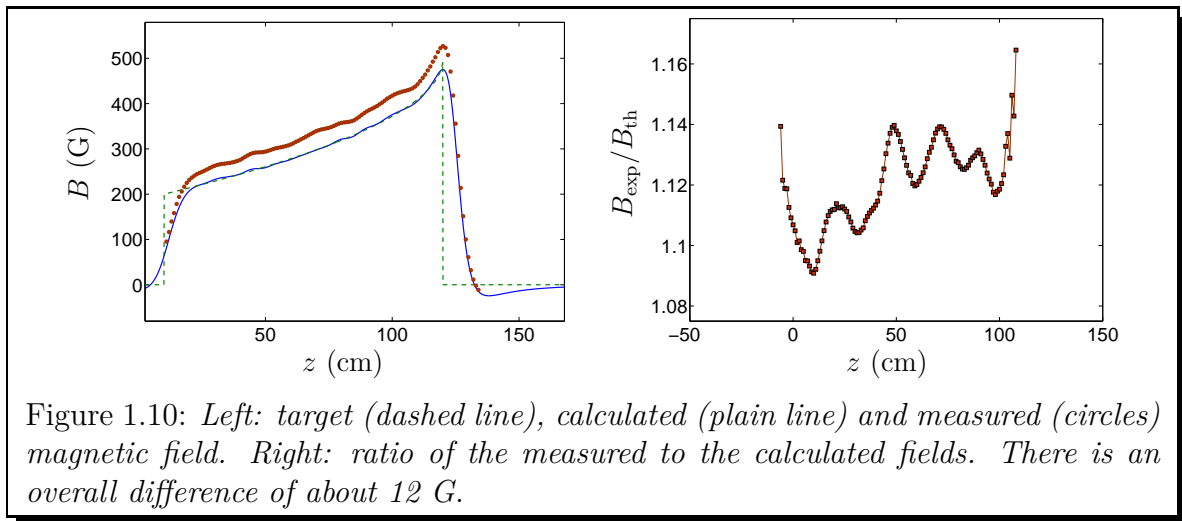 500
400
300
200
100
0
B (G)
50
100
150
z (cm)
1.16
1.14
1.12
1.1
1.08
B_exp/B_th
−50
0
50
100
150
z (cm)
Figure 1.10: Left: target (dashed line), calculated (plain line) and measured (circles)
magnetic field. Right: ratio of the measured to the calculated fields. There is an
overall difference of about 12 G.